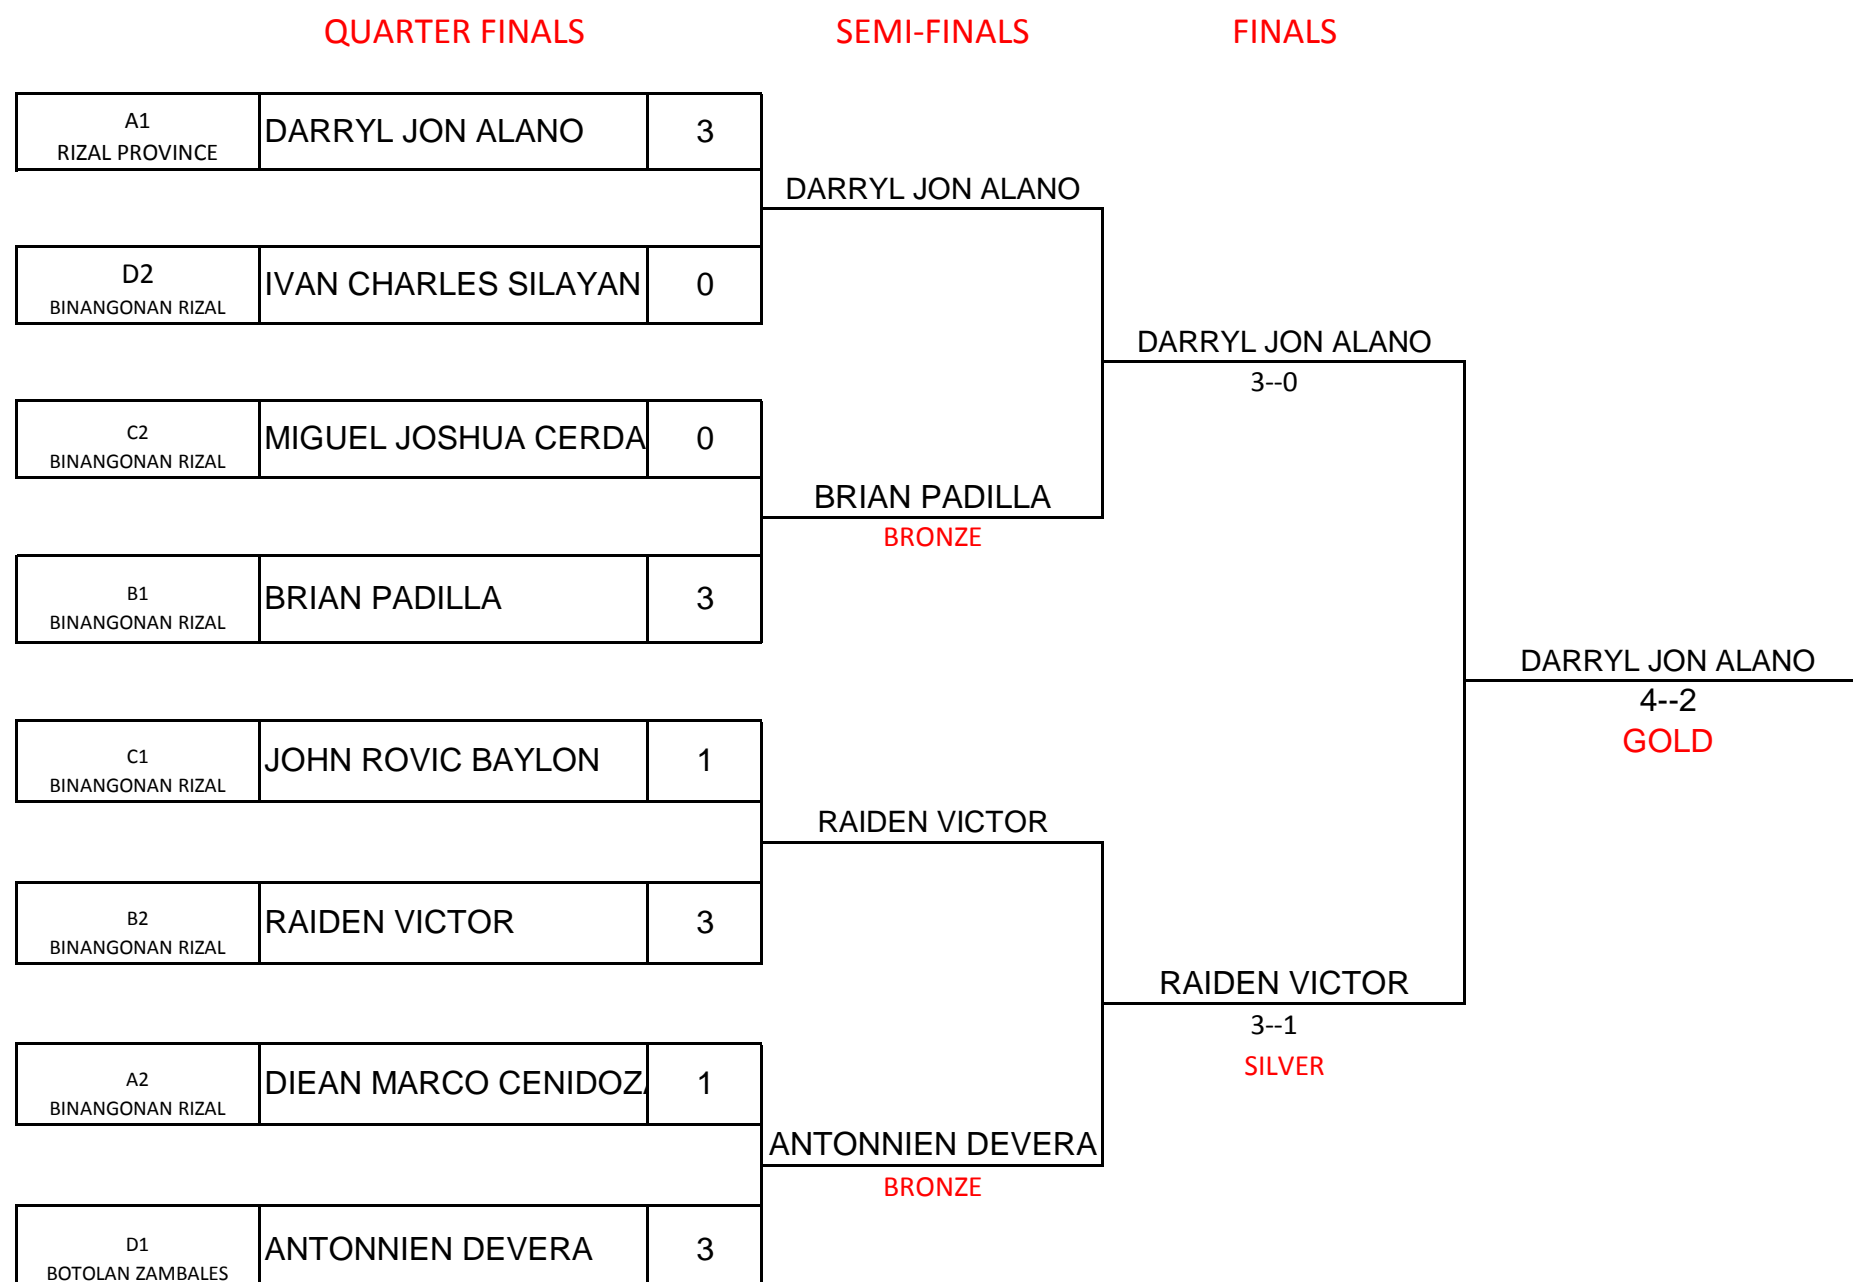 QUARTER FINALS SEMI-FINALS FINALS
A1
RIZAL PROVINCE
DARRYL JON ALANO 3
DARRYL JON ALANO
D2
BINANGONAN RIZAL
IVAN CHARLES SILAYAN 0
DARRYL JON ALANO
3--0
C2
BINANGONAN RIZAL
MIGUEL JOSHUA CERDA 0
BRIAN PADILLA
BRONZE
B1
BINANGONAN RIZAL
BRIAN PADILLA 3
DARRYL JON ALANO
4--2
GOLD
C1
BINANGONAN RIZAL
JOHN ROVIC BAYLON 1
RAIDEN VICTOR
B2
BINANGONAN RIZAL
RAIDEN VICTOR 3
RAIDEN VICTOR
3--1
SILVER
A2
BINANGONAN RIZAL
DIEAN MARCO CENIDOZA 1
ANTONNIEN DEVERA
BRONZE
D1
BOTOLAN ZAMBALES
ANTONNIEN DEVERA 3